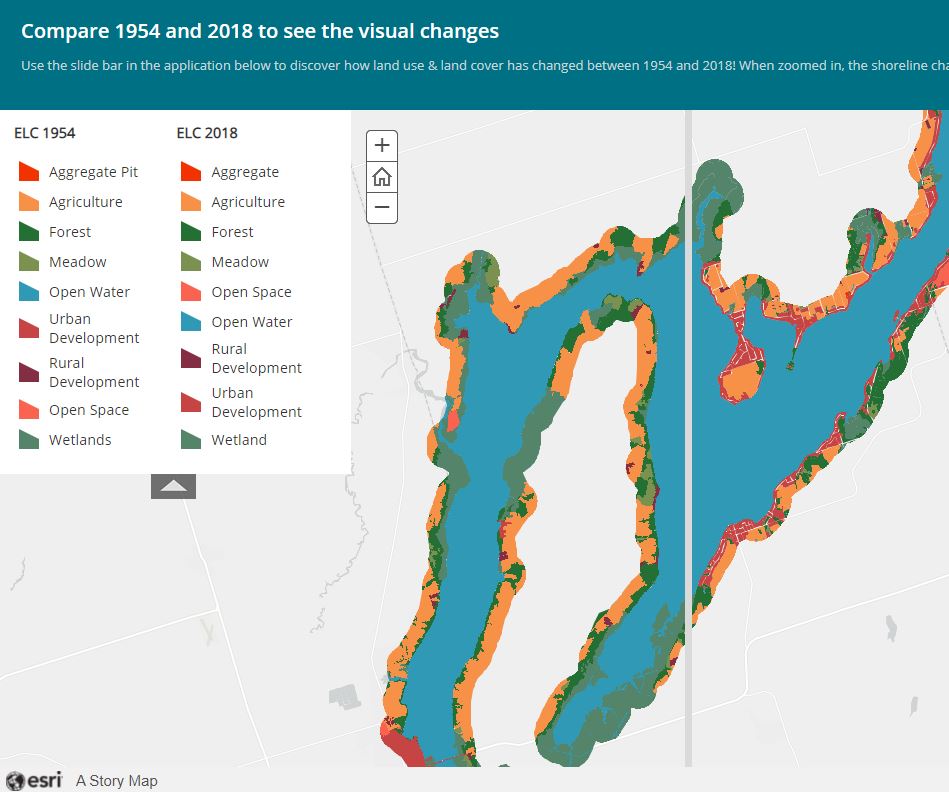 Compare 1954 and 2018 to see the visual changes
Use the slide bar in the application below to discover how land use & land cover has changed between 1954 and 2018! When zoomed in, the shoreline cha
ELC 1954
Aggregate Pit
Agriculture
Forest
Meadow
Open Water
Urban
Development
Rural
Development
Open Space
Wetlands
ELC 2018
Aggregate
Agriculture
Forest
Meadow
Open Space
Open Water
Rural
Development
Urban
Development
Wetland
+
−
esri A Story Map